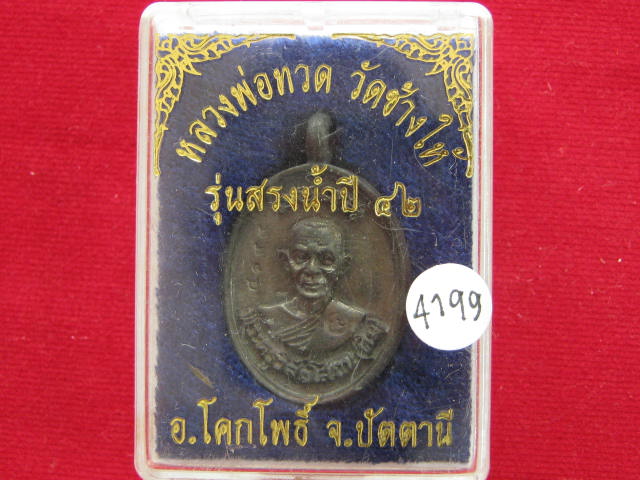 หลวงพ่อทวด วัดช้างให้
รุ่นสรงน้ำปี ๔๒
4199
อ.โคกโพธิ์ จ.ปัตตานี